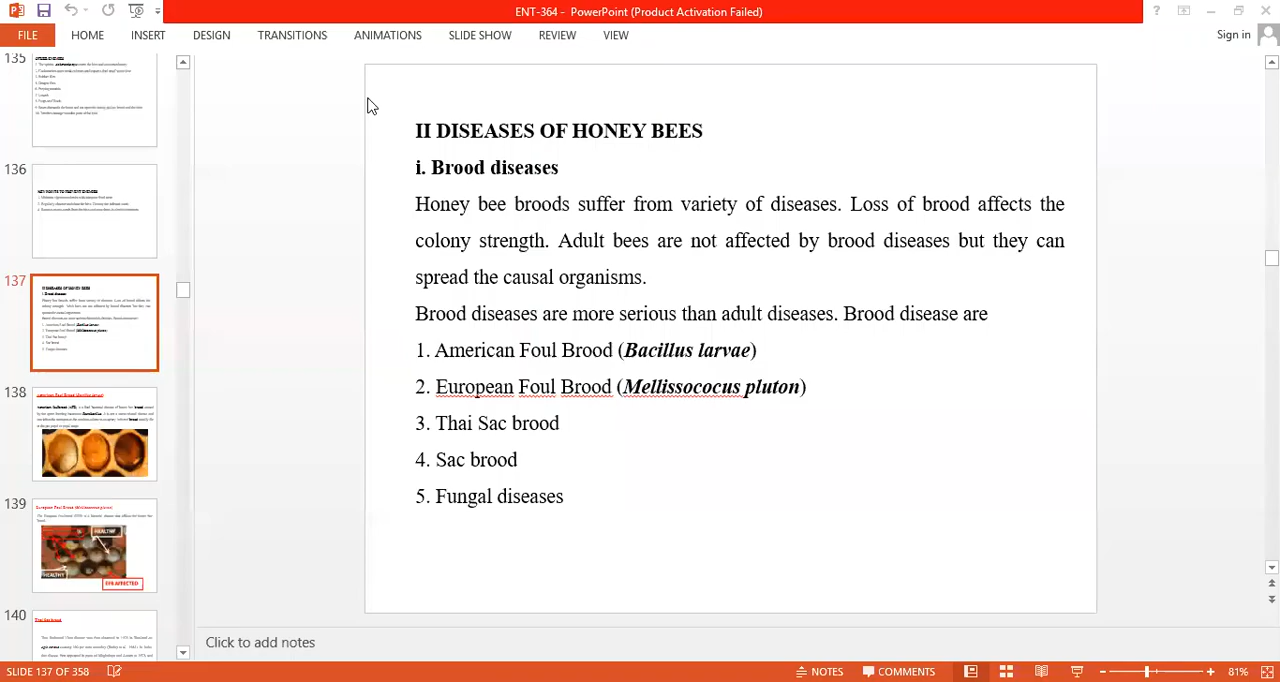 ENT-364 - PowerPoint (Product Activation Failed)
FILE HOME INSERT DESIGN TRANSITIONS ANIMATIONS SLIDE SHOW REVIEW VIEW Sign in
135
136
137
138
139
HEALTHY
HEALTHY
EFB AFFECTED
140
II DISEASES OF HONEY BEES
i. Brood diseases
Honey bee broods suffer from variety of diseases. Loss of brood affects the
colony strength. Adult bees are not affected by brood diseases but they can
spread the causal organisms.
Brood diseases are more serious than adult diseases. Brood disease are
1. American Foul Brood (Bacillus larvae)
2. European Foul Brood (Mellissococus pluton)
3. Thai Sac brood
4. Sac brood
5. Fungal diseases
Click to add notes
SLIDE 137 OF 358 NOTES COMMENTS 81%